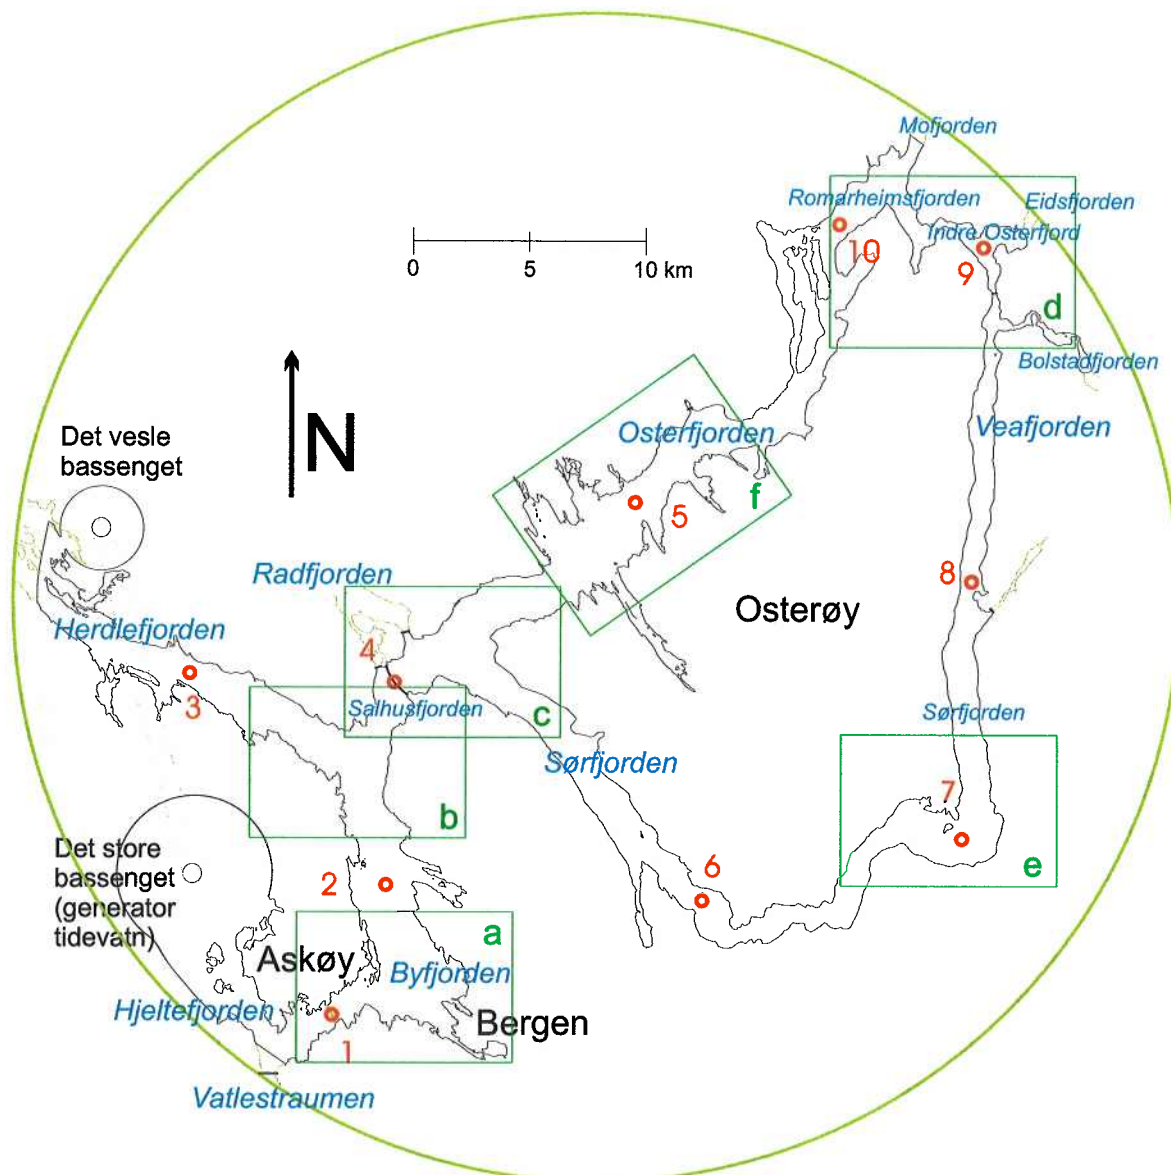 Mofjorden
Romarheimsfjorden
Eidsfjorden
Indre Osterfjord
10
9
0 5 10 km
d
Bolstadfjorden
N
Det vesle
bassenget
Osterfjorden
Veafjorden
f
5
Radfjorden
8
Osterøy
Herdlefjorden
4
3
Salhusfjorden
c
Sørfjorden
Sørfjorden
b
7
Det store
bassenget
(generator
tidevatn)
2
6
e
a
Askøy
Byfjorden
Hjeltefjorden
Bergen
1
Vatlestraumen